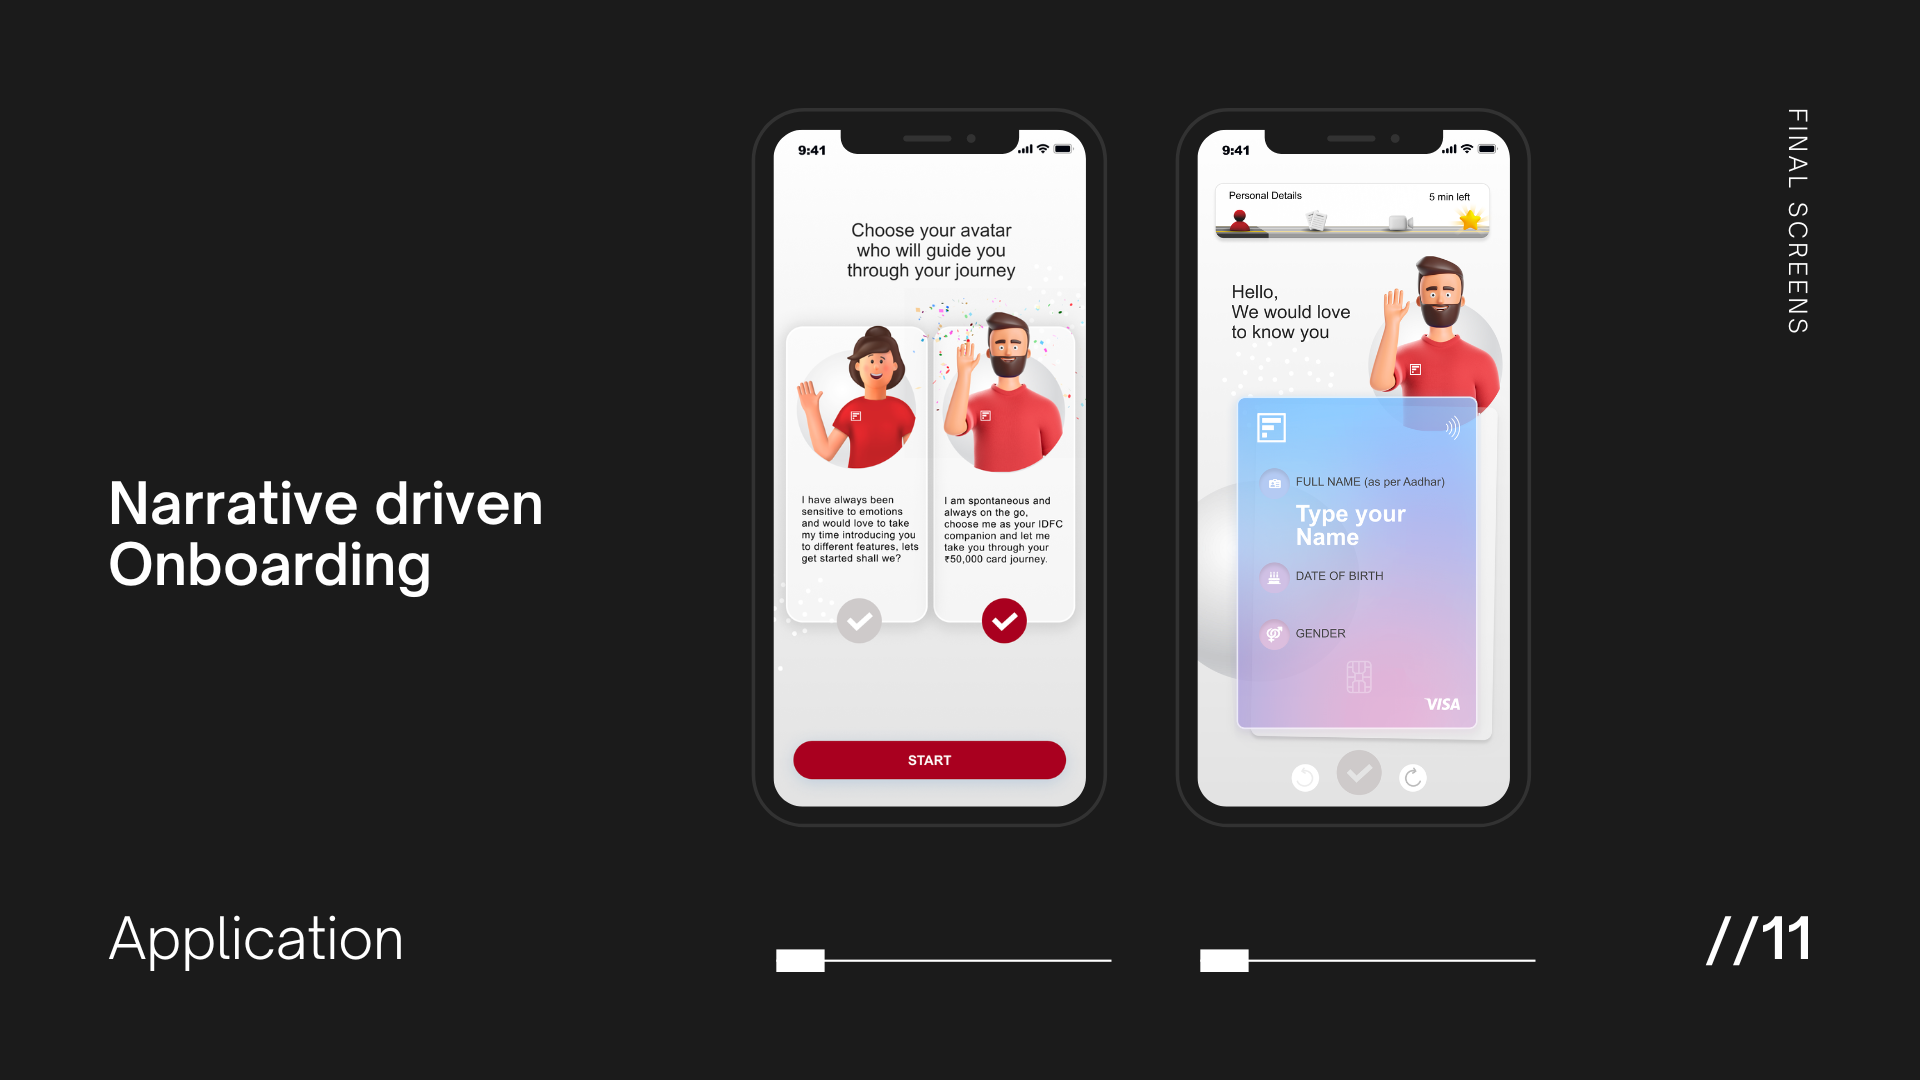 FINAL SCREENS
Narrative driven
Onboarding
9:41
Choose your avatar
who will guide you
through your journey
I have always been
sensitive to emotions
and would love to take
my time introducing you
to different features, lets
get started shall we?
I am spontaneous and
always on the go,
choose me as your IDFC
companion and let me
take you through your
₹50,000 card journey.
START
9:41
Personal Details
5 min left
Hello,
We would love
to know you
FULL NAME (as per Aadhar)
Type your
Name
DATE OF BIRTH
GENDER
VISA
Application
//11